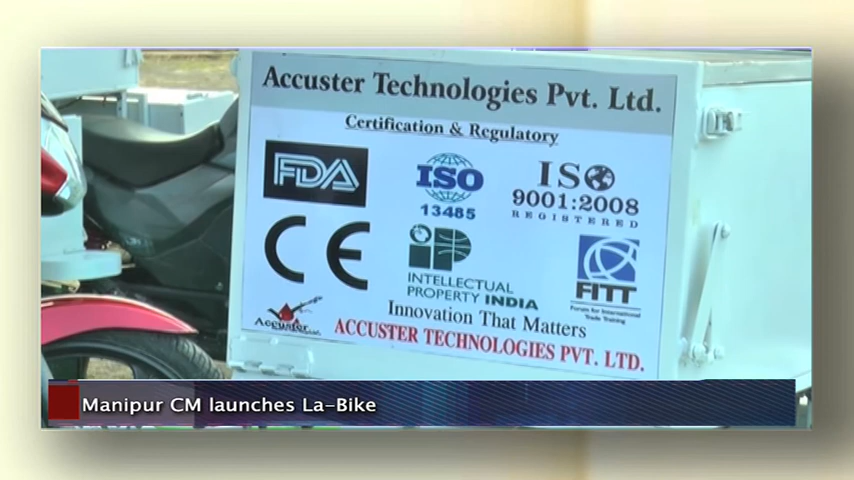 Accuster Technologies Pvt. Ltd.
Certification & Regulatory
FDA
ISO
13485
ISO
9001:2008
REGISTERED
CE
iP
INTELLECTUAL
PROPERTY INDIA
FITT
Forum for International
Trade Training
Accuster
Innovation That Matters
ACCUSTER TECHNOLOGIES PVT. LTD.
Manipur CM launches La-Bike